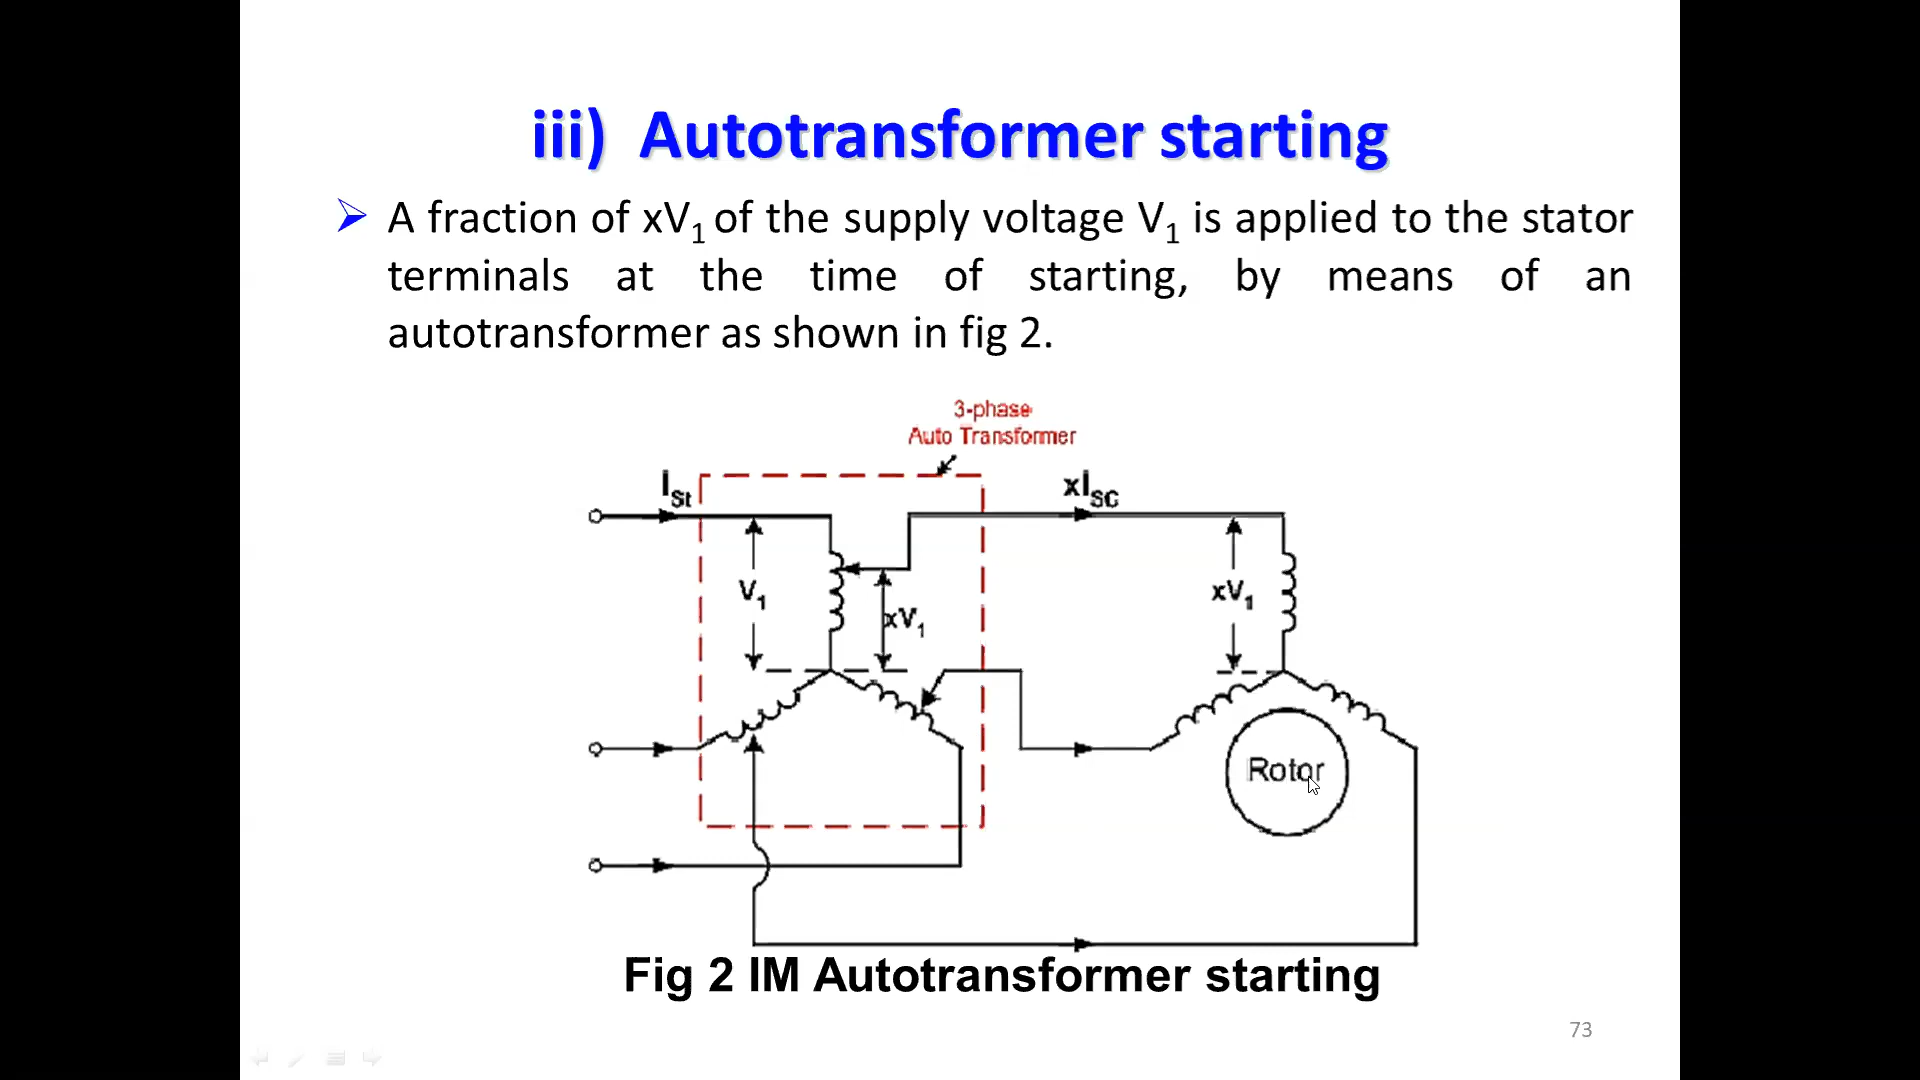 iii) Autotransformer starting
A fraction of xV1 of the supply voltage V1 is applied to the stator
terminals at the time of starting, by means of an
autotransformer as shown in fig 2.
3-phase
Auto Transformer
ISt
xISC
V1
xV1
xV1
Rotor
Fig 2 IM Autotransformer starting
73